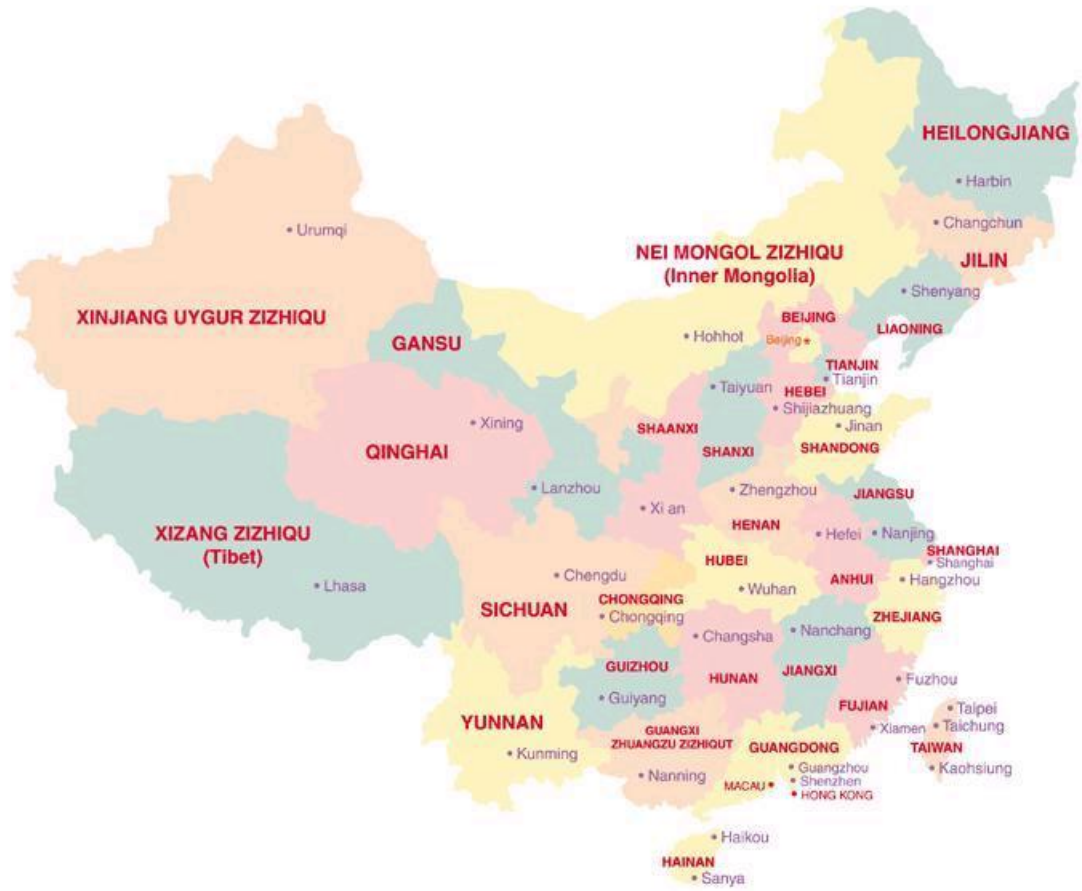 HEILONGJIANG
Harbin
Changchun
JILIN
Urumqi
NEI MONGOL ZIZHIQU
(Inner Mongolia)
Shenyang
XINJIANG UYGUR ZIZHIQU
BEIJING
LIAONING
GANSU
Hohhot
Beijing
TIANJIN
Tianjin
Taiyuan
HEBEI
Shijiazhuang
Xining
SHAANXI
Jinan
QINGHAI
SHANXI
SHANDONG
Lanzhou
Zhengzhou
JIANGSU
Xi an
XIZANG ZIZHIQU
(Tibet)
HENAN
Hefei
Nanjing
SHANGHAI
Shanghai
HUBEI
Lhasa
Chengdu
Wuhan
ANHUI
Hangzhou
SICHUAN
CHONGQING
Chongqing
ZHEJIANG
Changsha
Nanchang
GUIZHOU
HUNAN
JIANGXI
Fuzhou
Guiyang
FUJIAN
Taipei
YUNNAN
GUANGXI
ZHUANGZU ZIZHIQUT
Xiamen
Taichung
Kunming
GUANGDONG
TAIWAN
Nanning
Guangzhou
Kaohsiung
Shenzhen
MACAU
HONG KONG
Haikou
HAINAN
Sanya